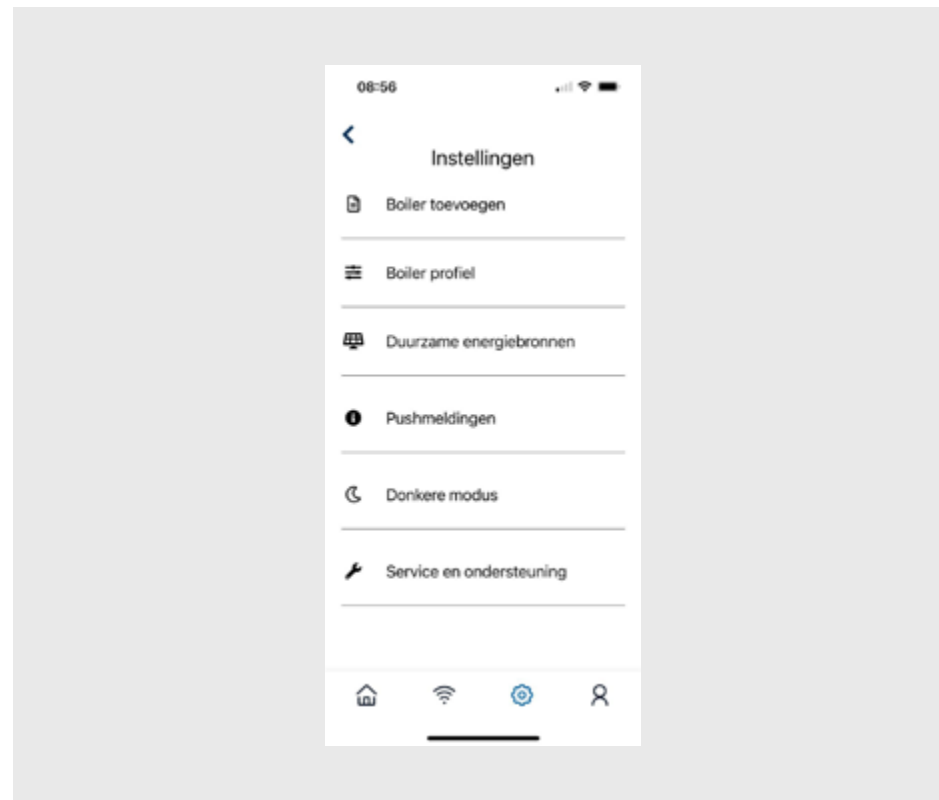 08:56
Instellingen
Boiler toevoegen
Boiler profiel
Duurzame energiebronnen
Pushmeldingen
Donkere modus
Service en ondersteuning